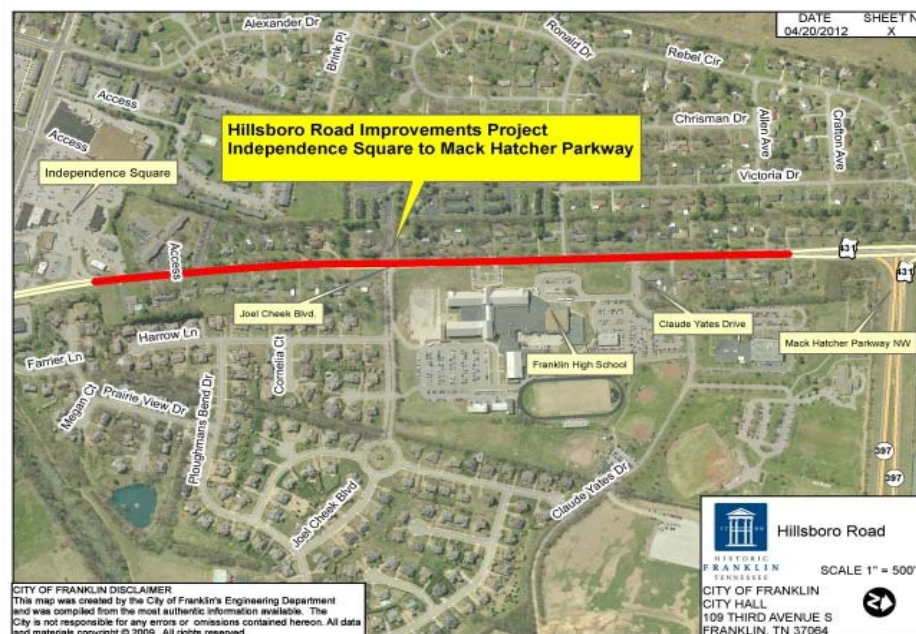 Alexander Dr
Brink Pl
Ronald Dr
Rebel Cir
DATE SHEET N
04/20/2012 X
Access
Access
Chrisman Dr
Allen Ave
Crafton Ave
Hillsboro Road Improvements Project
Independence Square to Mack Hatcher Parkway
Independence Square
Victoria Dr
Access
431
431
Joel Cheek Blvd.
Claude Yates Drive
Mack Hatcher Parkway NW
Harrow Ln
Farrier Ln
Cornelia Ct
Franklin High School
Megan Ct
Prairie View Dr
Ploughmans Bend Dr
397
397
Joel Cheek Blvd
Claude Yates Dr
HISTORIC
FRANKLIN
TENNESSEE
Hillsboro Road
SCALE 1" = 500'
CITY OF FRANKLIN
CITY HALL
109 THIRD AVENUE S
FRANKLIN, TN 37064
CITY OF FRANKLIN DISCLAIMER
This map was created by the City of Franklin's Engineering Department
and was compiled from the most authentic information available. The
City is not responsible for any errors or omissions contained hereon. All data
and materials copyright © 2009. All rights reserved.